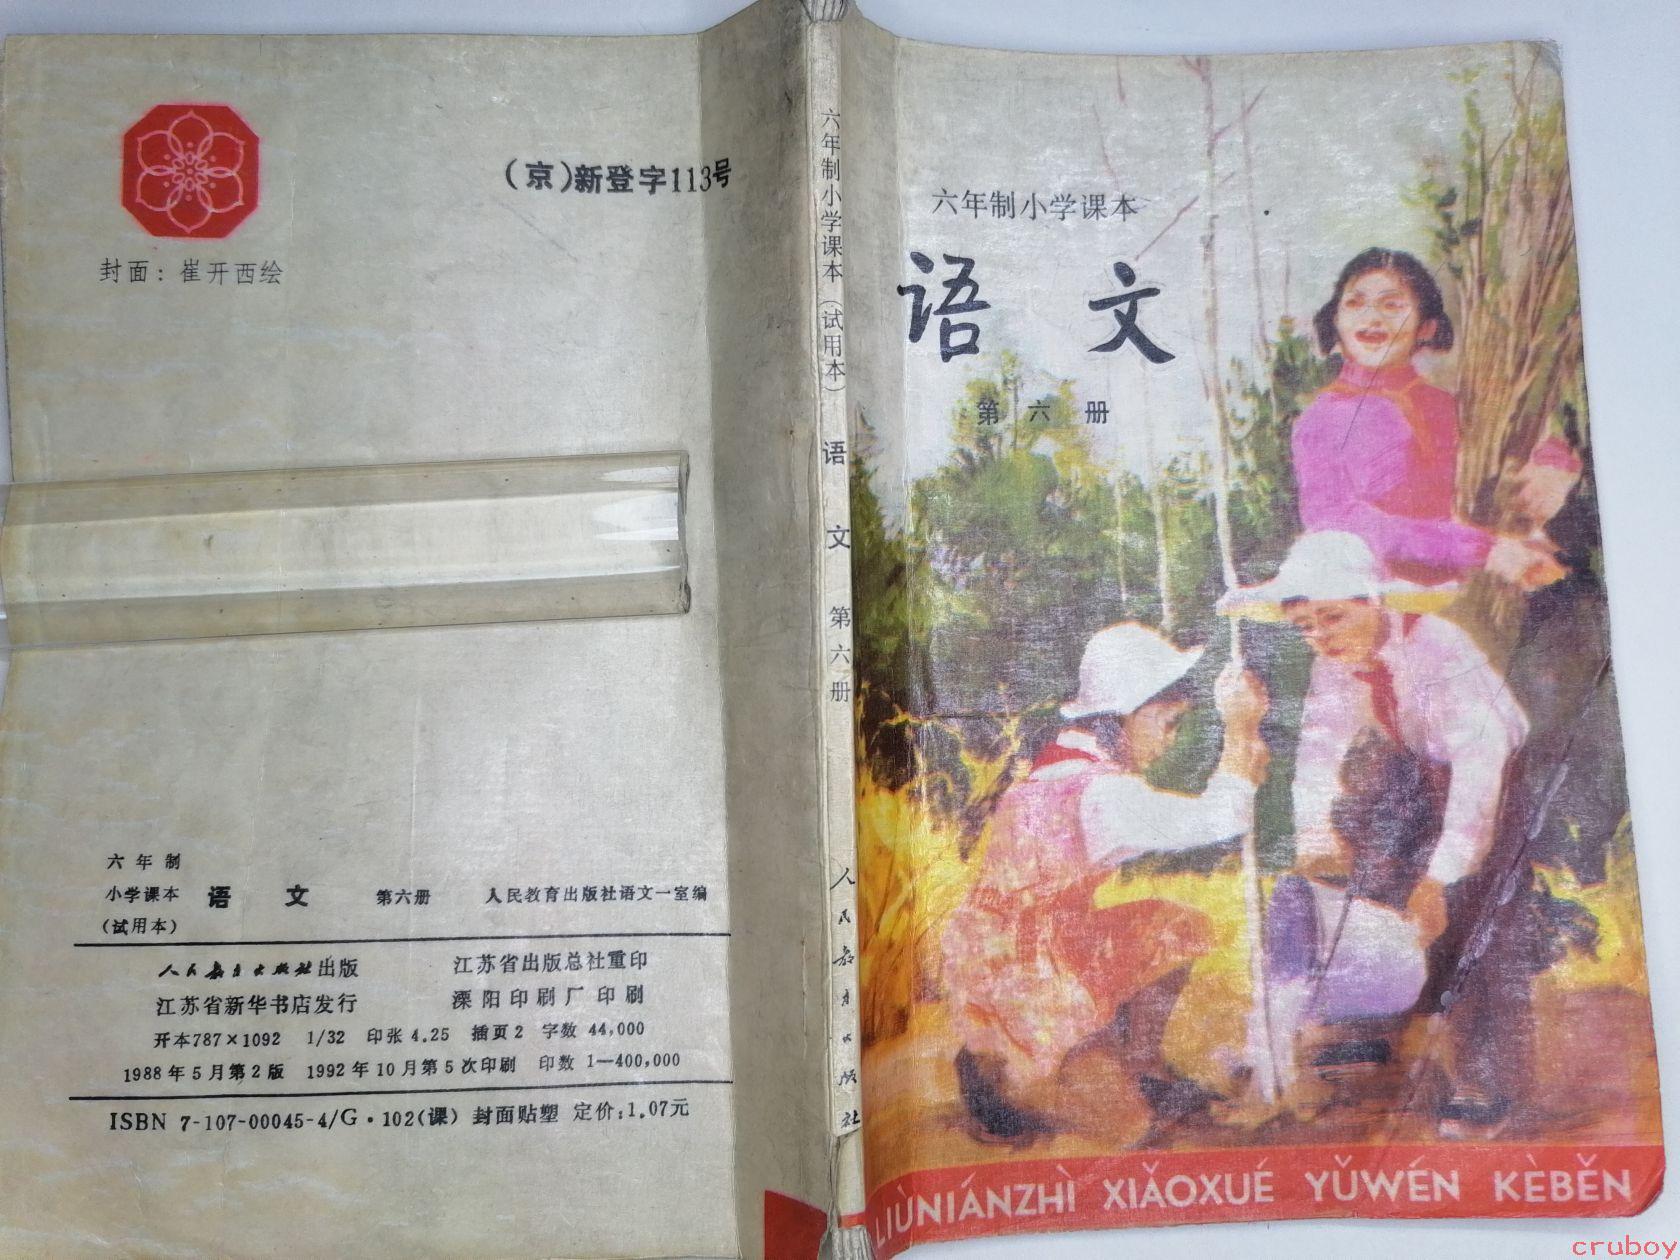 (京)新登字113号
封面：崔开西绘
六年制
小学课本 语文 第六册 人民教育出版社语文一室编
(试用本)
人民教育出版社出版 江苏省出版总社重印
江苏省新华书店发行 溧阳印刷厂印刷
开本787×1092 1/32 印张4.25 插页2 字数 44,000
1988年5月第2版 1992年10月第5次印刷 印数 1—400,000
ISBN 7-107-00045-4/G·102(课) 封面贴塑 定价:1.07元
六年制小学课本(试用本) 语文 第六册 人民教育出版社
六年制小学课本
语文
第六册
LIÙNIÁNZHÌ XIǍOXUÉ YǓWÉN KÈBĚN
cruboy